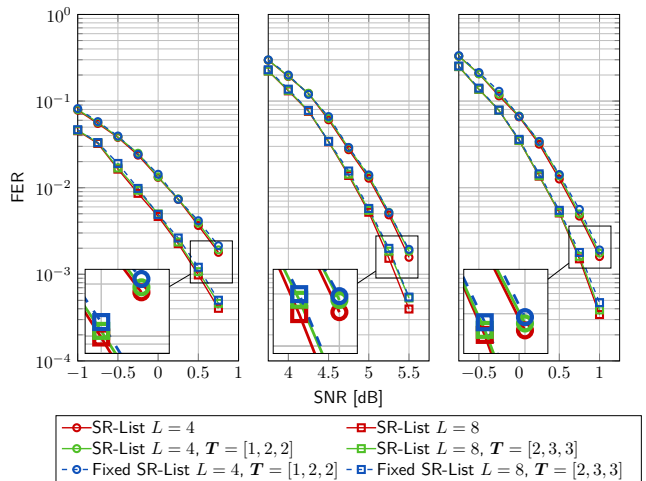 FER
10⁰
10⁻¹
10⁻²
10⁻³
10⁻⁴
−1 −0.5 0 0.5 1
4 4.5 5 5.5
−0.5 0 0.5 1
SNR [dB]
SR-List L = 4
SR-List L = 8
SR-List L = 4, T = [1, 2, 2]
SR-List L = 8, T = [2, 3, 3]
Fixed SR-List L = 4, T = [1, 2, 2]
Fixed SR-List L = 8, T = [2, 3, 3]